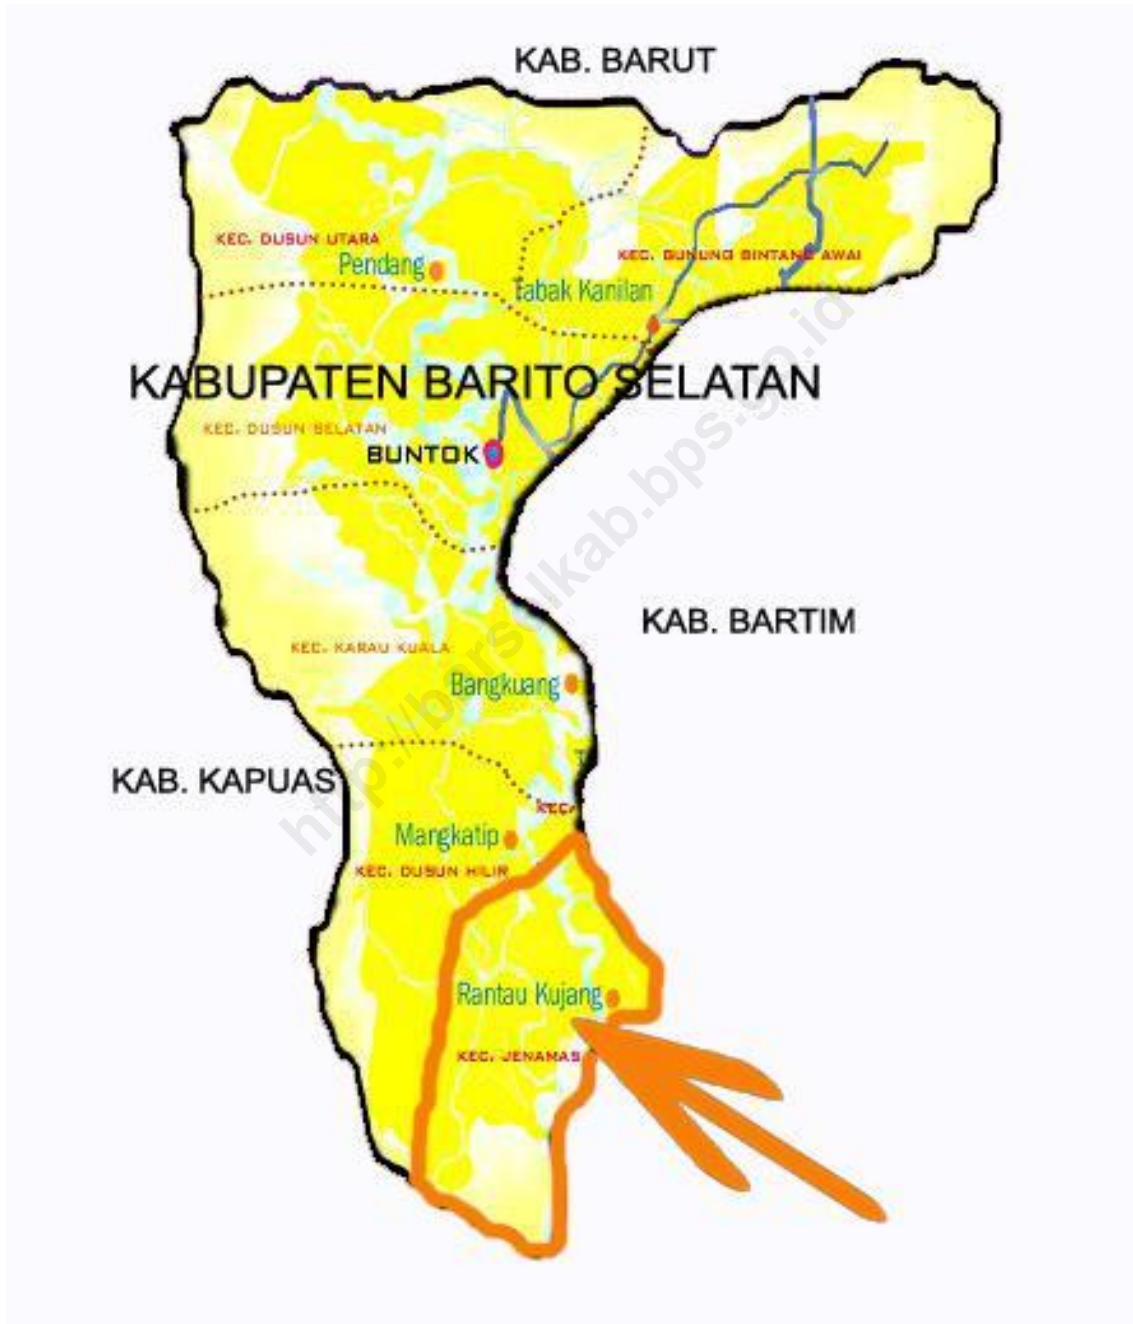 KAB. BARUT
KEC. DUSUN UTARA
Pendang
KEC. GUNUNG BINTANG AWAI
Tabak Kanilan
KABUPATEN BARITO SELATAN
KEC. DUSUN SELATAN
BUNTOK
KAB. BARTIM
KEC. KARAU KUALA
Bangkuang
KAB. KAPUAS
KEC.
Mangkatip
KEC. DUSUN HILIR
Rantau Kujang
KEC. JENAMAS
http://barselkab.bps.go.id